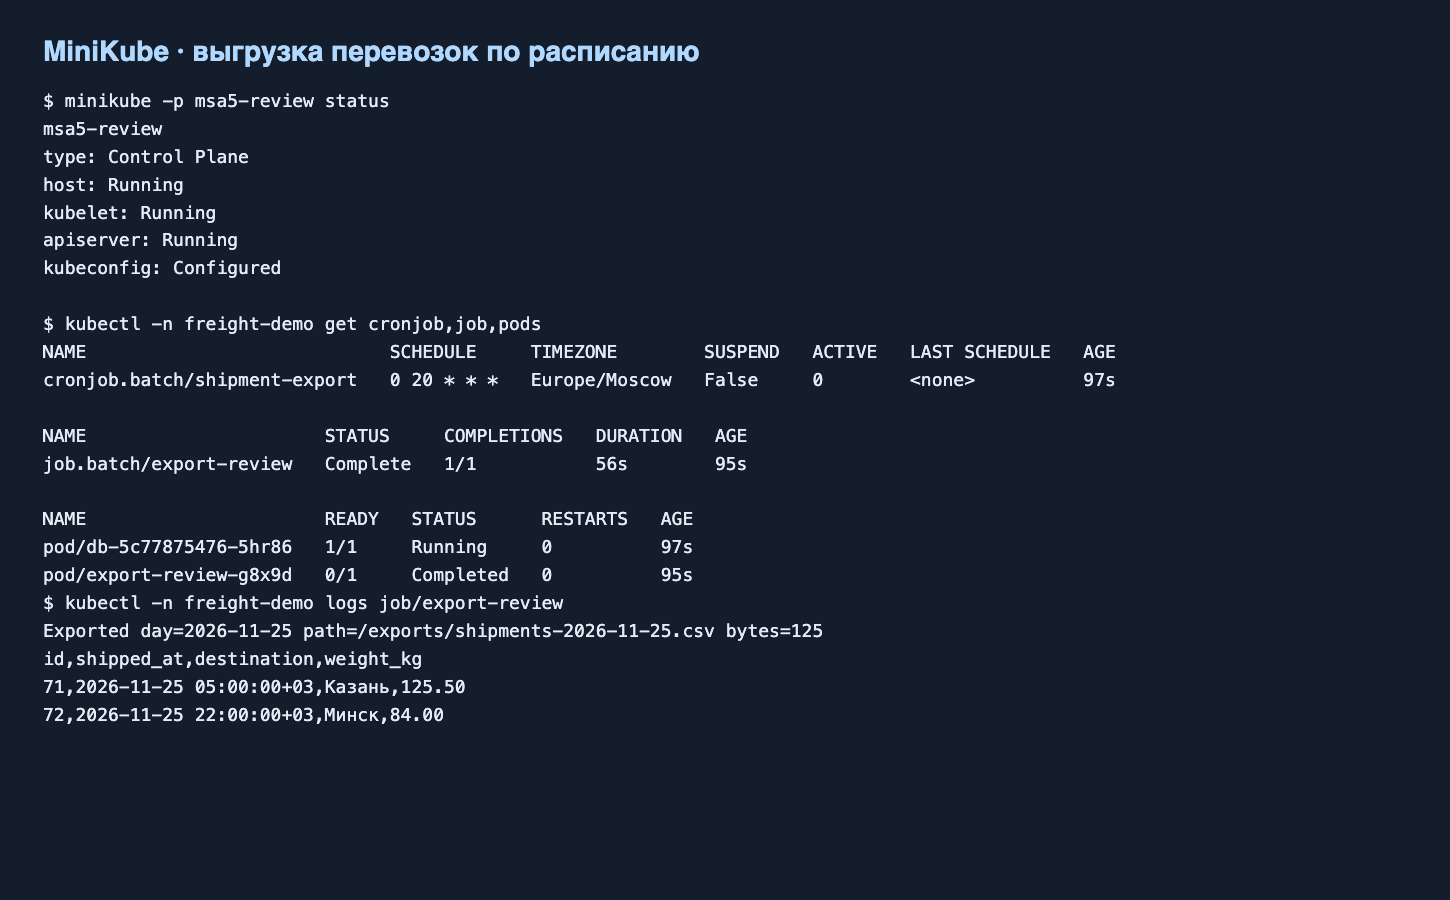 MiniKube · выгрузка перевозок по расписанию
$ minikube -p msa5-review status
msa5-review
type: Control Plane
host: Running
kubelet: Running
apiserver: Running
kubeconfig: Configured
$ kubectl -n freight-demo get cronjob,job,pods
NAME SCHEDULE TIMEZONE SUSPEND ACTIVE LAST SCHEDULE AGE
cronjob.batch/shipment-export 0 20 * * * Europe/Moscow False 0 <none> 97s
NAME STATUS COMPLETIONS DURATION AGE
job.batch/export-review Complete 1/1 56s 95s
NAME READY STATUS RESTARTS AGE
pod/db-5c77875476-5hr86 1/1 Running 0 97s
pod/export-review-g8x9d 0/1 Completed 0 95s
$ kubectl -n freight-demo logs job/export-review
Exported day=2026-11-25 path=/exports/shipments-2026-11-25.csv bytes=125
id,shipped_at,destination,weight_kg
71,2026-11-25 05:00:00+03,Казань,125.50
72,2026-11-25 22:00:00+03,Минск,84.00